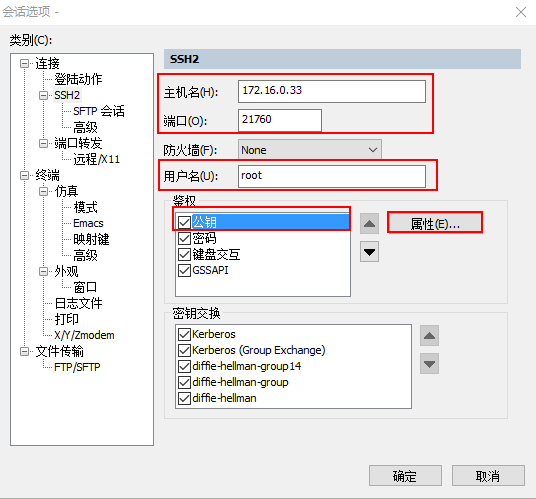 会话选项 -
类别(C):
连接
登陆动作
SSH2
SFTP 会话
高级
端口转发
远程/X11
终端
仿真
模式
Emacs
映射键
高级
外观
窗口
日志文件
打印
X/Y/Zmodem
文件传输
FTP/SFTP
SSH2
主机名(H): 172.16.0.33
端口(O): 21760
防火墙(F): None
用户名(U): root
鉴权
公钥
密码
键盘交互
GSSAPI
属性(E)...
密钥交换
Kerberos
Kerberos (Group Exchange)
diffie-hellman-group14
diffie-hellman-group
diffie-hellman
确定 取消